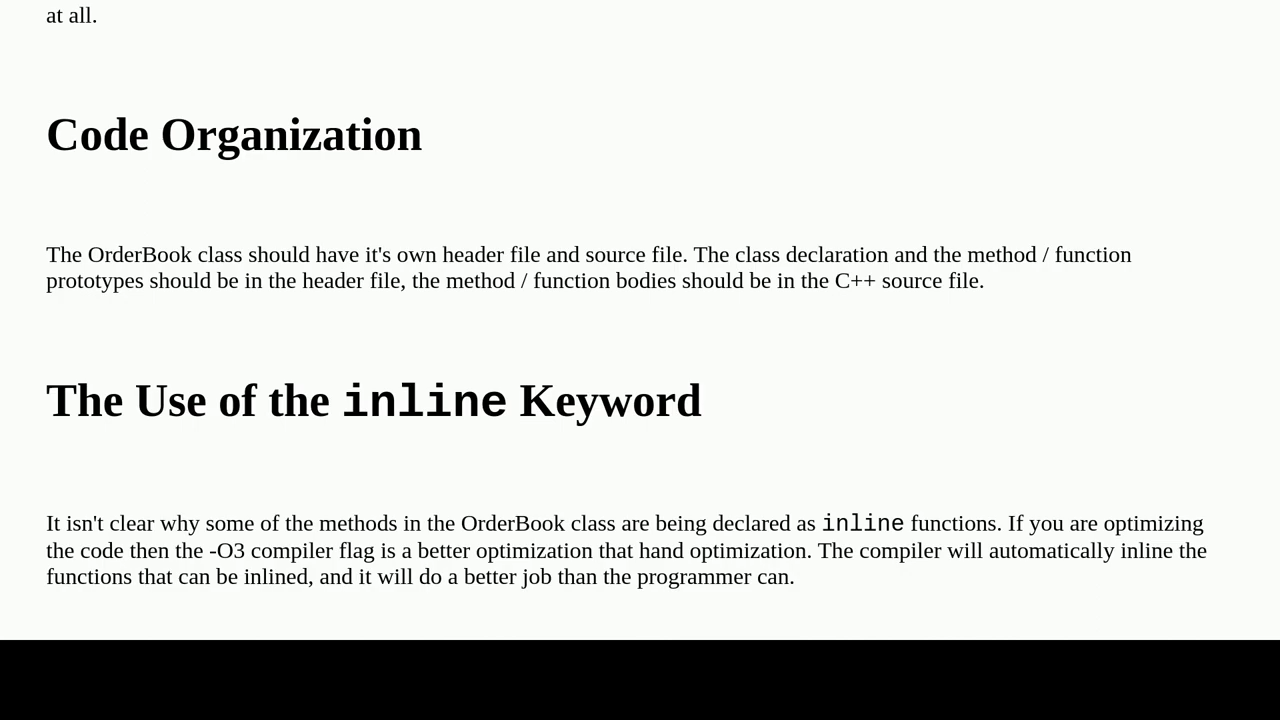 at all.
Code Organization
The OrderBook class should have it's own header file and source file. The class declaration and the method / function
prototypes should be in the header file, the method / function bodies should be in the C++ source file.
The Use of the inline Keyword
It isn't clear why some of the methods in the OrderBook class are being declared as inline functions. If you are optimizing
the code then the -O3 compiler flag is a better optimization that hand optimization. The compiler will automatically inline the
functions that can be inlined, and it will do a better job than the programmer can.